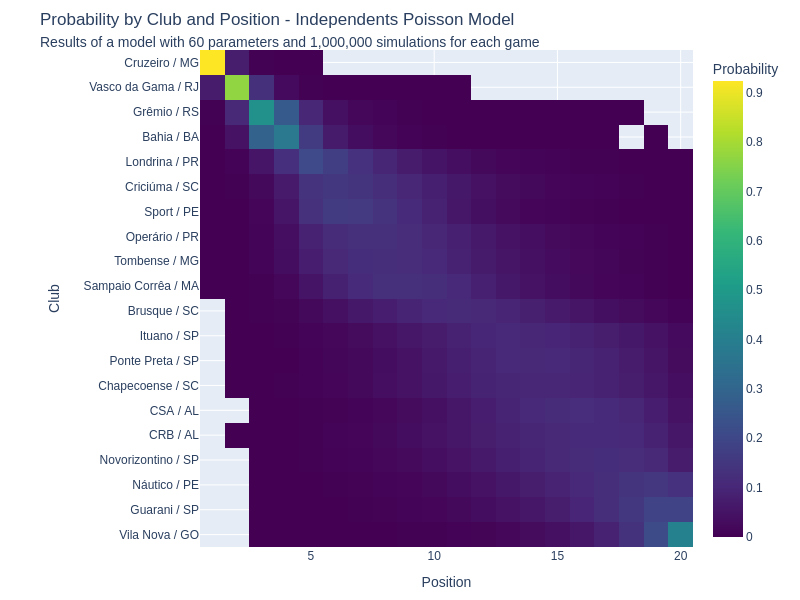 Probability by Club and Position - Independents Poisson Model
Results of a model with 60 parameters and 1,000,000 simulations for each game
Probability
Cruzeiro / MG
Vasco da Gama / RJ
Grêmio / RS
Bahia / BA
Londrina / PR
Criciúma / SC
Sport / PE
Operário / PR
Tombense / MG
Sampaio Corrêa / MA
Brusque / SC
Ituano / SP
Ponte Preta / SP
Chapecoense / SC
CSA / AL
CRB / AL
Novorizontino / SP
Náutico / PE
Guarani / SP
Vila Nova / GO
Club
0.9
0.8
0.7
0.6
0.5
0.4
0.3
0.2
0.1
0
5
10
15
20
Position